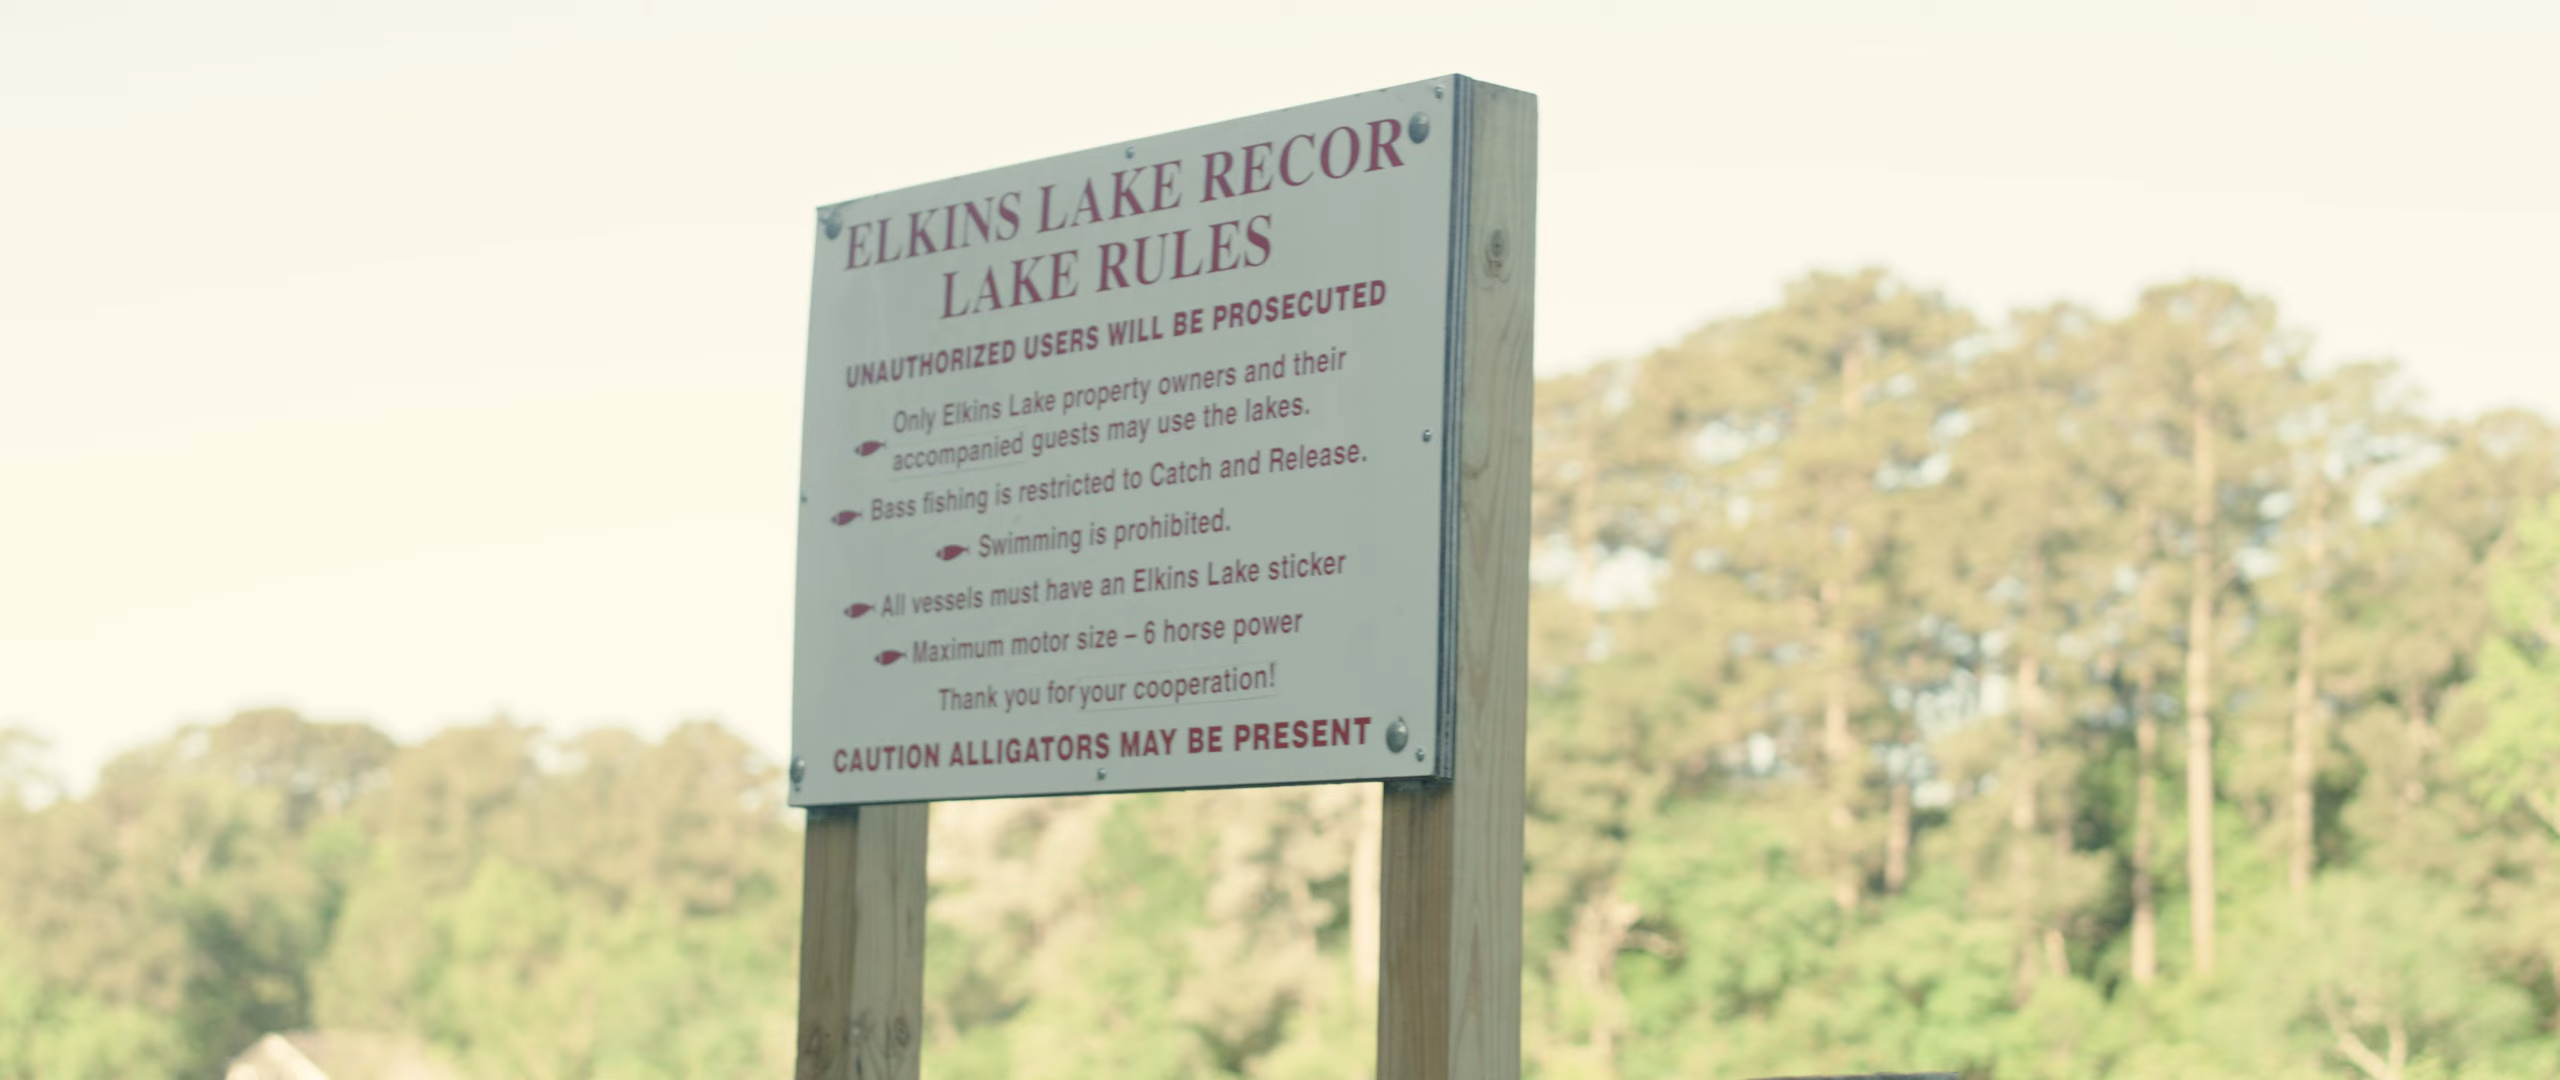 ELKINS LAKE RECOR
LAKE RULES
UNAUTHORIZED USERS WILL BE PROSECUTED
Only Elkins Lake property owners and their
accompanied guests may use the lakes.
Bass fishing is restricted to Catch and Release.
Swimming is prohibited.
All vessels must have an Elkins Lake sticker
Maximum motor size – 6 horse power
Thank you for your cooperation!
CAUTION ALLIGATORS MAY BE PRESENT